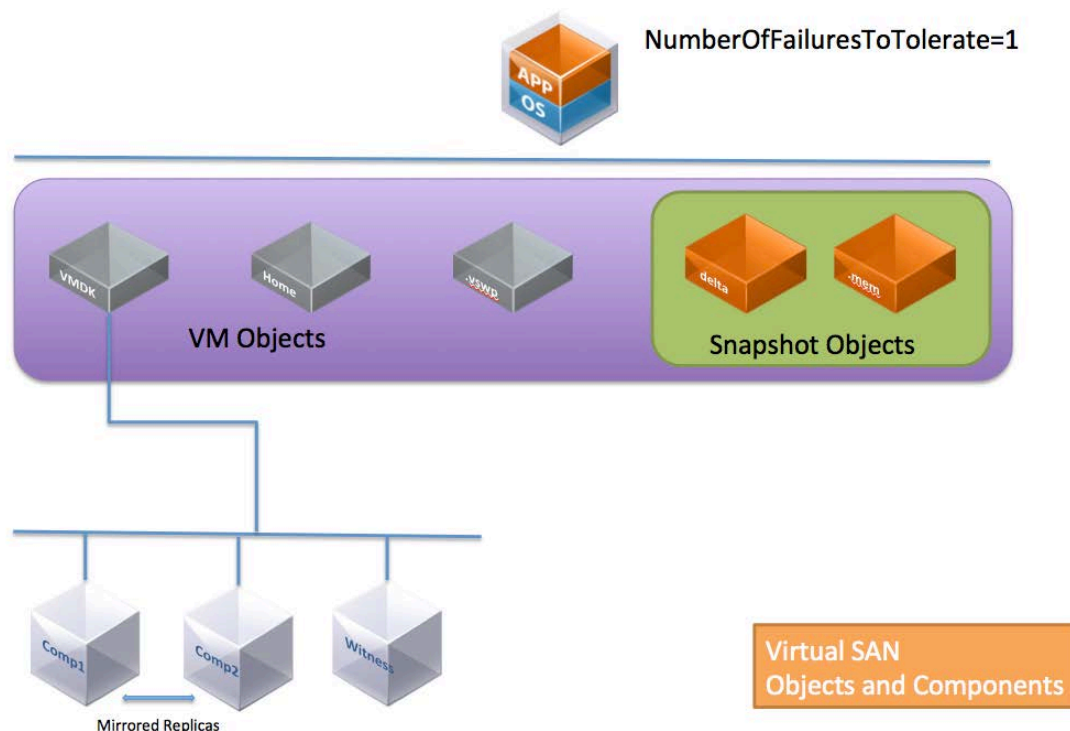 NumberOfFailuresToTolerate=1
APP
OS
VMDK
Home
.vswp
delta
.mem
VM Objects
Snapshot Objects
Comp1
Comp2
Witness
Mirrored Replicas
Virtual SAN
Objects and Components